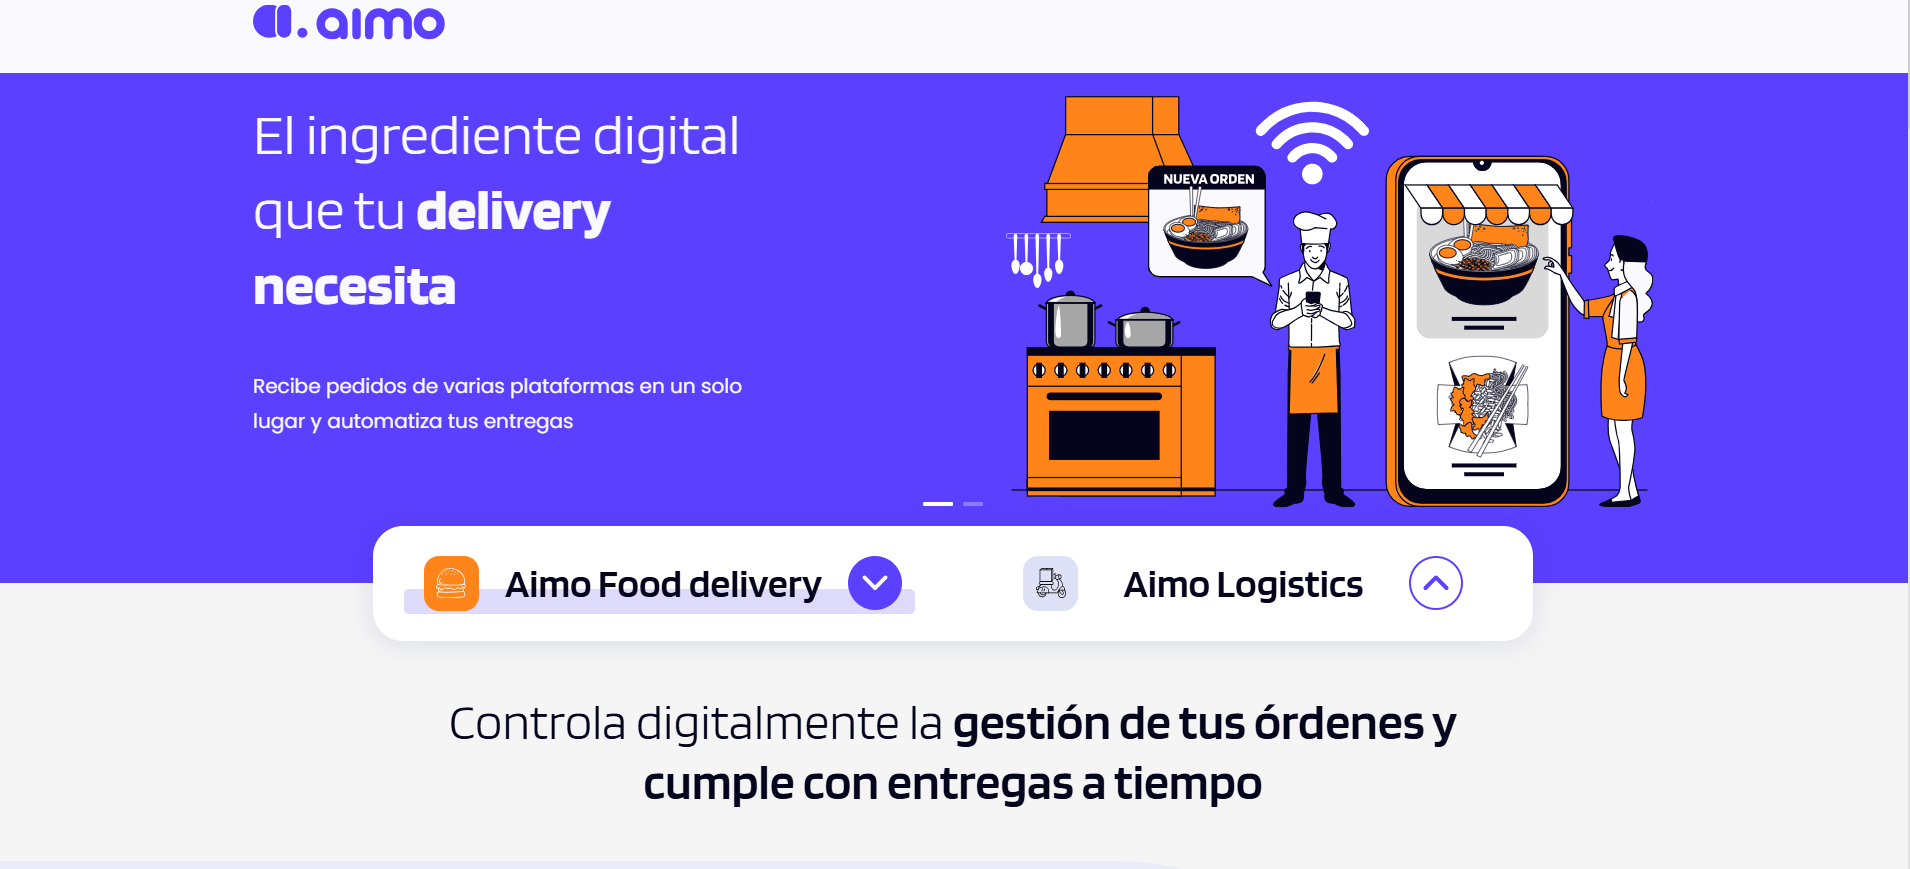 a. aimo
El ingrediente digital
que tu delivery
necesita
Recibe pedidos de varias plataformas en un solo
lugar y automatiza tus entregas
NUEVA ORDEN
Aimo Food delivery
Aimo Logistics
Controla digitalmente la gestión de tus órdenes y
cumple con entregas a tiempo